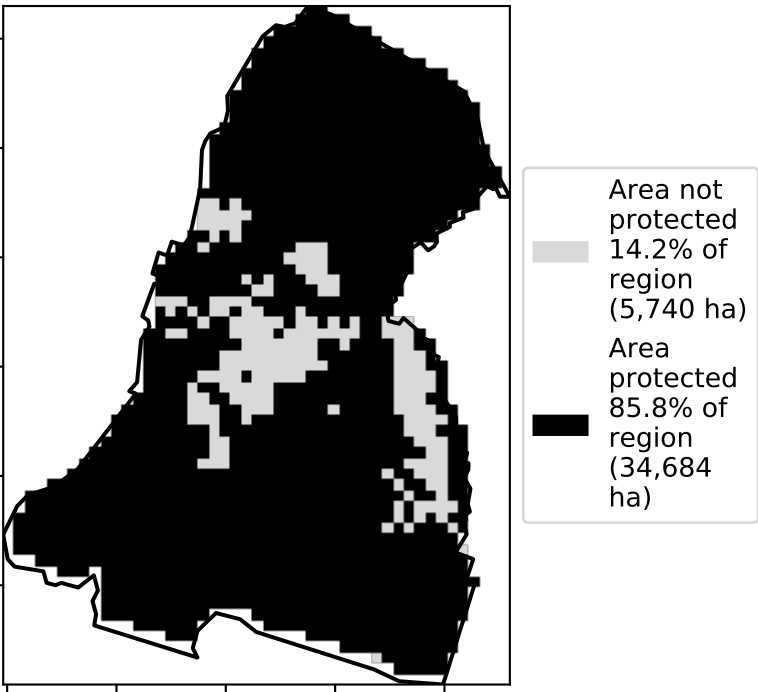 Area not
protected
14.2% of
region
(5,740 ha)
Area
protected
85.8% of
region
(34,684
ha)